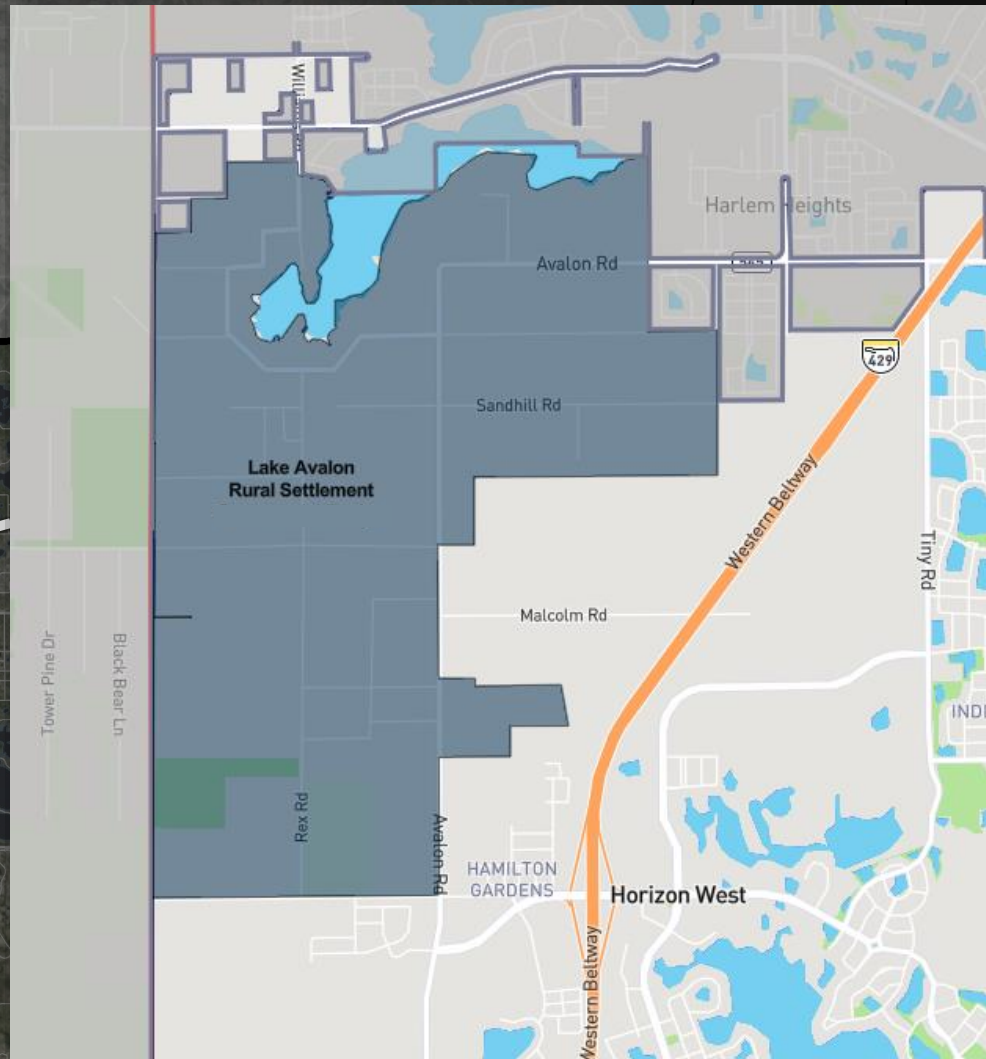 Harlem Heights
Avalon Rd
429
Sandhill Rd
Lake Avalon
Rural Settlement
Western Beltway
Tiny Rd
Malcolm Rd
Tower Pine Dr
Black Bear Ln
INDI
Rex Rd
Avalon Rd
HAMILTON
GARDENS
Horizon West
Western Beltway